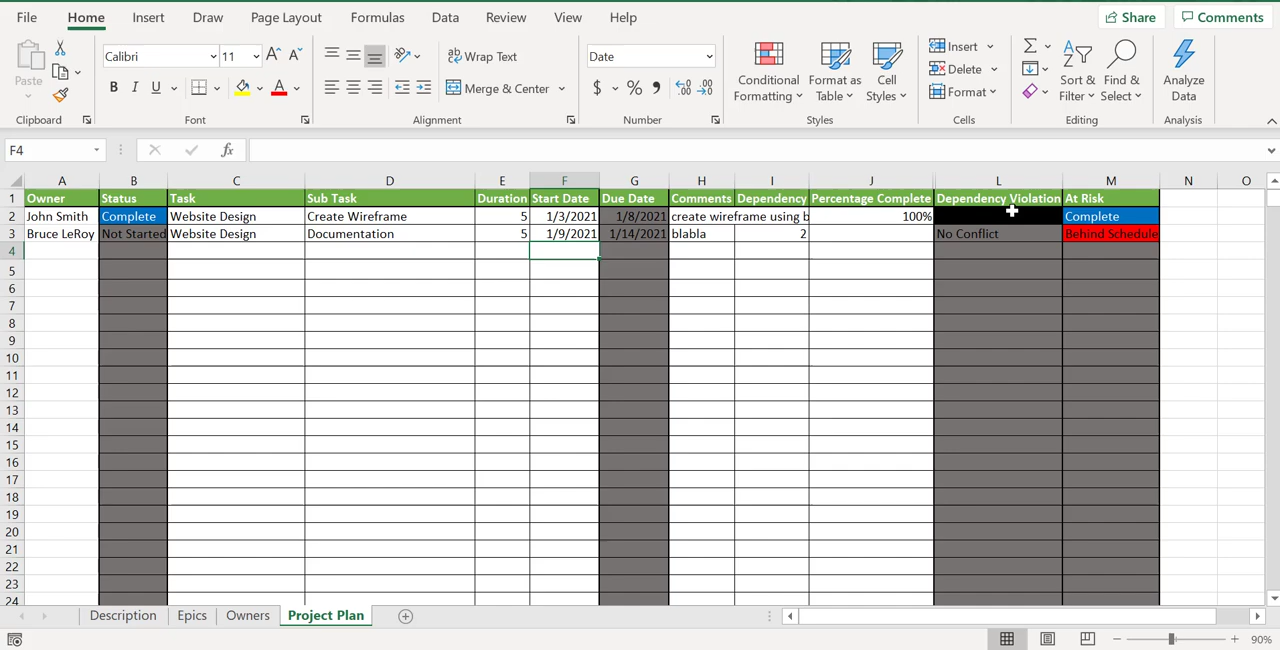 File Home Insert Draw Page Layout Formulas Data Review View Help Share Comments
Paste Calibri 11 A A ab Wrap Text Date Conditional Formatting Format as Table Cell Styles Insert Delete Format Sort & Filter Find & Select Analyze Data
B I U A Merge & Center $ % 9 .00 .00
Clipboard Font Alignment Number Styles Cells Editing Analysis
F4 fx
A B C D E F G H I J L M N O
1 Owner Status Task Sub Task Duration Start Date Due Date Comments Dependency Percentage Complete Dependency Violation At Risk
2 John Smith Complete Website Design Create Wireframe 5 1/3/2021 1/8/2021 create wireframe using b 100% Complete
3 Bruce LeRoy Not Started Website Design Documentation 5 1/9/2021 1/14/2021 blabla 2 No Conflict Behind Schedule
4
5
6
7
8
9
10
11
12
13
14
15
16
17
18
19
20
21
22
23
24
Description Epics Owners Project Plan
90%